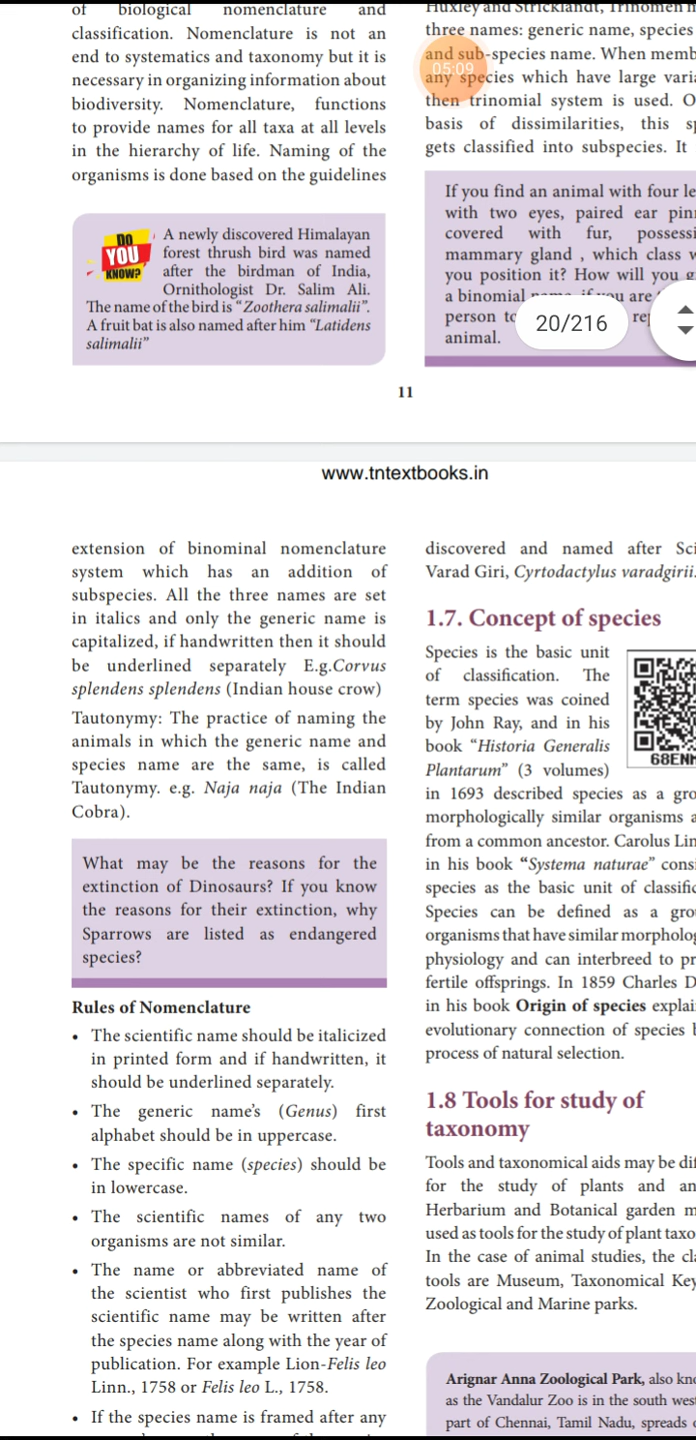 of biological nomenclature and
classification. Nomenclature is not an
end to systematics and taxonomy but it is
necessary in organizing information about
biodiversity. Nomenclature, functions
to provide names for all taxa at all levels
in the hierarchy of life. Naming of the
organisms is done based on the guidelines
DO
YOU
KNOW?
A newly discovered Himalayan
forest thrush bird was named
after the birdman of India,
Ornithologist Dr. Salim Ali.
The name of the bird is “Zoothera salimalii”.
A fruit bat is also named after him “Latidens
salimalii”
Huxley and Stricklandt, Trinomen
three names: generic name, species
and sub-species name. When
05:09
any species which have large
then trinomial system is used.
basis of dissimilarities, this
gets classified into subspecies. It
If you find an animal with four
with two eyes, paired ear
covered with fur,
mammary gland , which class
you position it? How will you
a binomial you are
person
animal.
20/216
11
www.tntextbooks.in
extension of binominal nomenclature
system which has an addition of
subspecies. All the three names are set
in italics and only the generic name is
capitalized, if handwritten then it should
be underlined separately E.g.Corvus
splendens splendens (Indian house crow)
Tautonymy: The practice of naming the
animals in which the generic name and
species name are the same, is called
Tautonymy. e.g. Naja naja (The Indian
Cobra).
What may be the reasons for the
extinction of Dinosaurs? If you know
the reasons for their extinction, why
Sparrows are listed as endangered
species?
Rules of Nomenclature
• The scientific name should be italicized
in printed form and if handwritten, it
should be underlined separately.
• The generic name’s (Genus) first
alphabet should be in uppercase.
• The specific name (species) should be
in lowercase.
• The scientific names of any two
organisms are not similar.
• The name or abbreviated name of
the scientist who first publishes the
scientific name may be written after
the species name along with the year of
publication. For example Lion-Felis leo
Linn., 1758 or Felis leo L., 1758.
• If the species name is framed after any
discovered and named after
Varad Giri, Cyrtodactylus varadgirii.
1.7. Concept of species
Species is the basic unit
of classification. The
term species was coined
by John Ray, and in his
book “Historia Generalis
Plantarum” (3 volumes)
68ENH
in 1693 described species as a
morphologically similar organisms
from a common ancestor. Carolus
in his book “Systema naturae”
species as the basic unit of
Species can be defined as a
organisms that have similar
physiology and can interbreed to
fertile offsprings. In 1859 Charles
in his book Origin of species
evolutionary connection of species
process of natural selection.
1.8 Tools for study of
taxonomy
Tools and taxonomical aids may be
for the study of plants and
Herbarium and Botanical garden
used as tools for the study of plant
In the case of animal studies, the
tools are Museum, Taxonomical
Zoological and Marine parks.
Arignar Anna Zoological Park, also
as the Vandalur Zoo is in the south
part of Chennai, Tamil Nadu, spreads